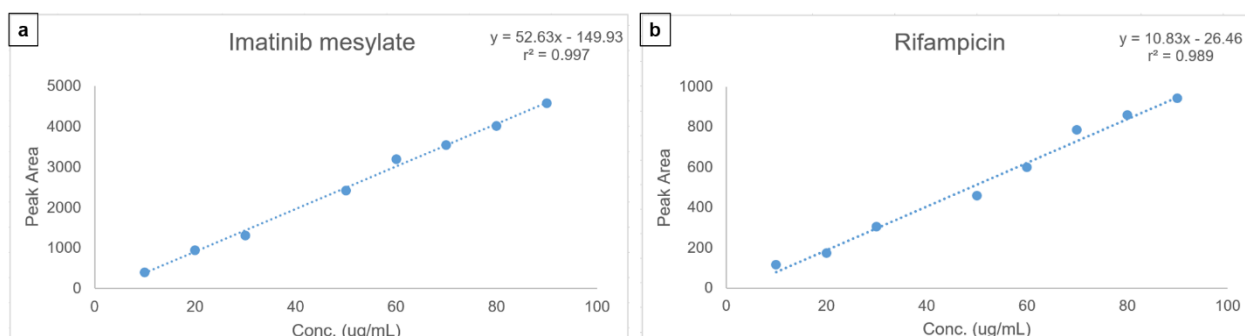 a
Imatinib mesylate
y = 52.63x - 149.93
r² = 0.997
5000
4000
3000
2000
1000
0
Peak Area
0 20 40 60 80 100
Conc. (ug/mL)
b
Rifampicin
y = 10.83x - 26.46
r² = 0.989
1000
800
600
400
200
0
Peak Area
0 20 40 60 80 100
Conc. (ug/mL)